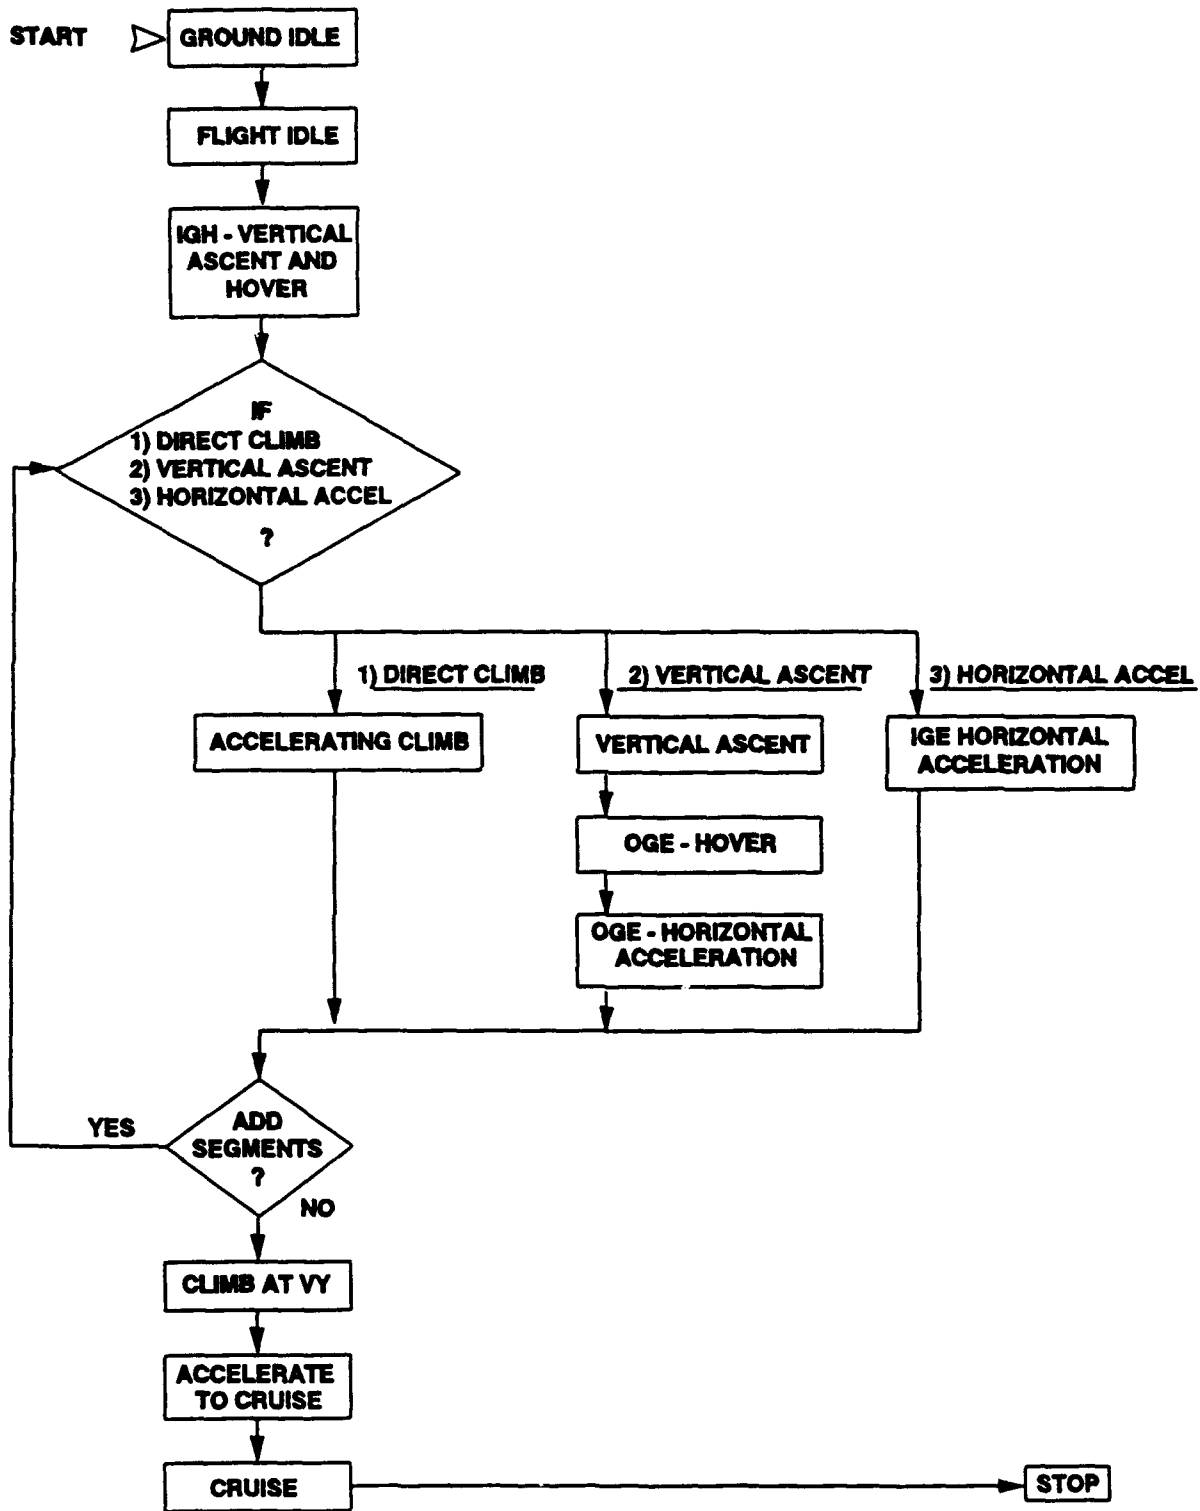 START
GROUND IDLE
FLIGHT IDLE
IGH - VERTICAL
ASCENT AND
HOVER
IF
1) DIRECT CLIMB
2) VERTICAL ASCENT
3) HORIZONTAL ACCEL
?
1) DIRECT CLIMB
2) VERTICAL ASCENT
3) HORIZONTAL ACCEL
ACCELERATING CLIMB
VERTICAL ASCENT
IGE HORIZONTAL
ACCELERATION
OGE - HOVER
OGE - HORIZONTAL
ACCELERATION
YES
ADD
SEGMENTS
?
NO
CLIMB AT VY
ACCELERATE
TO CRUISE
CRUISE
STOP